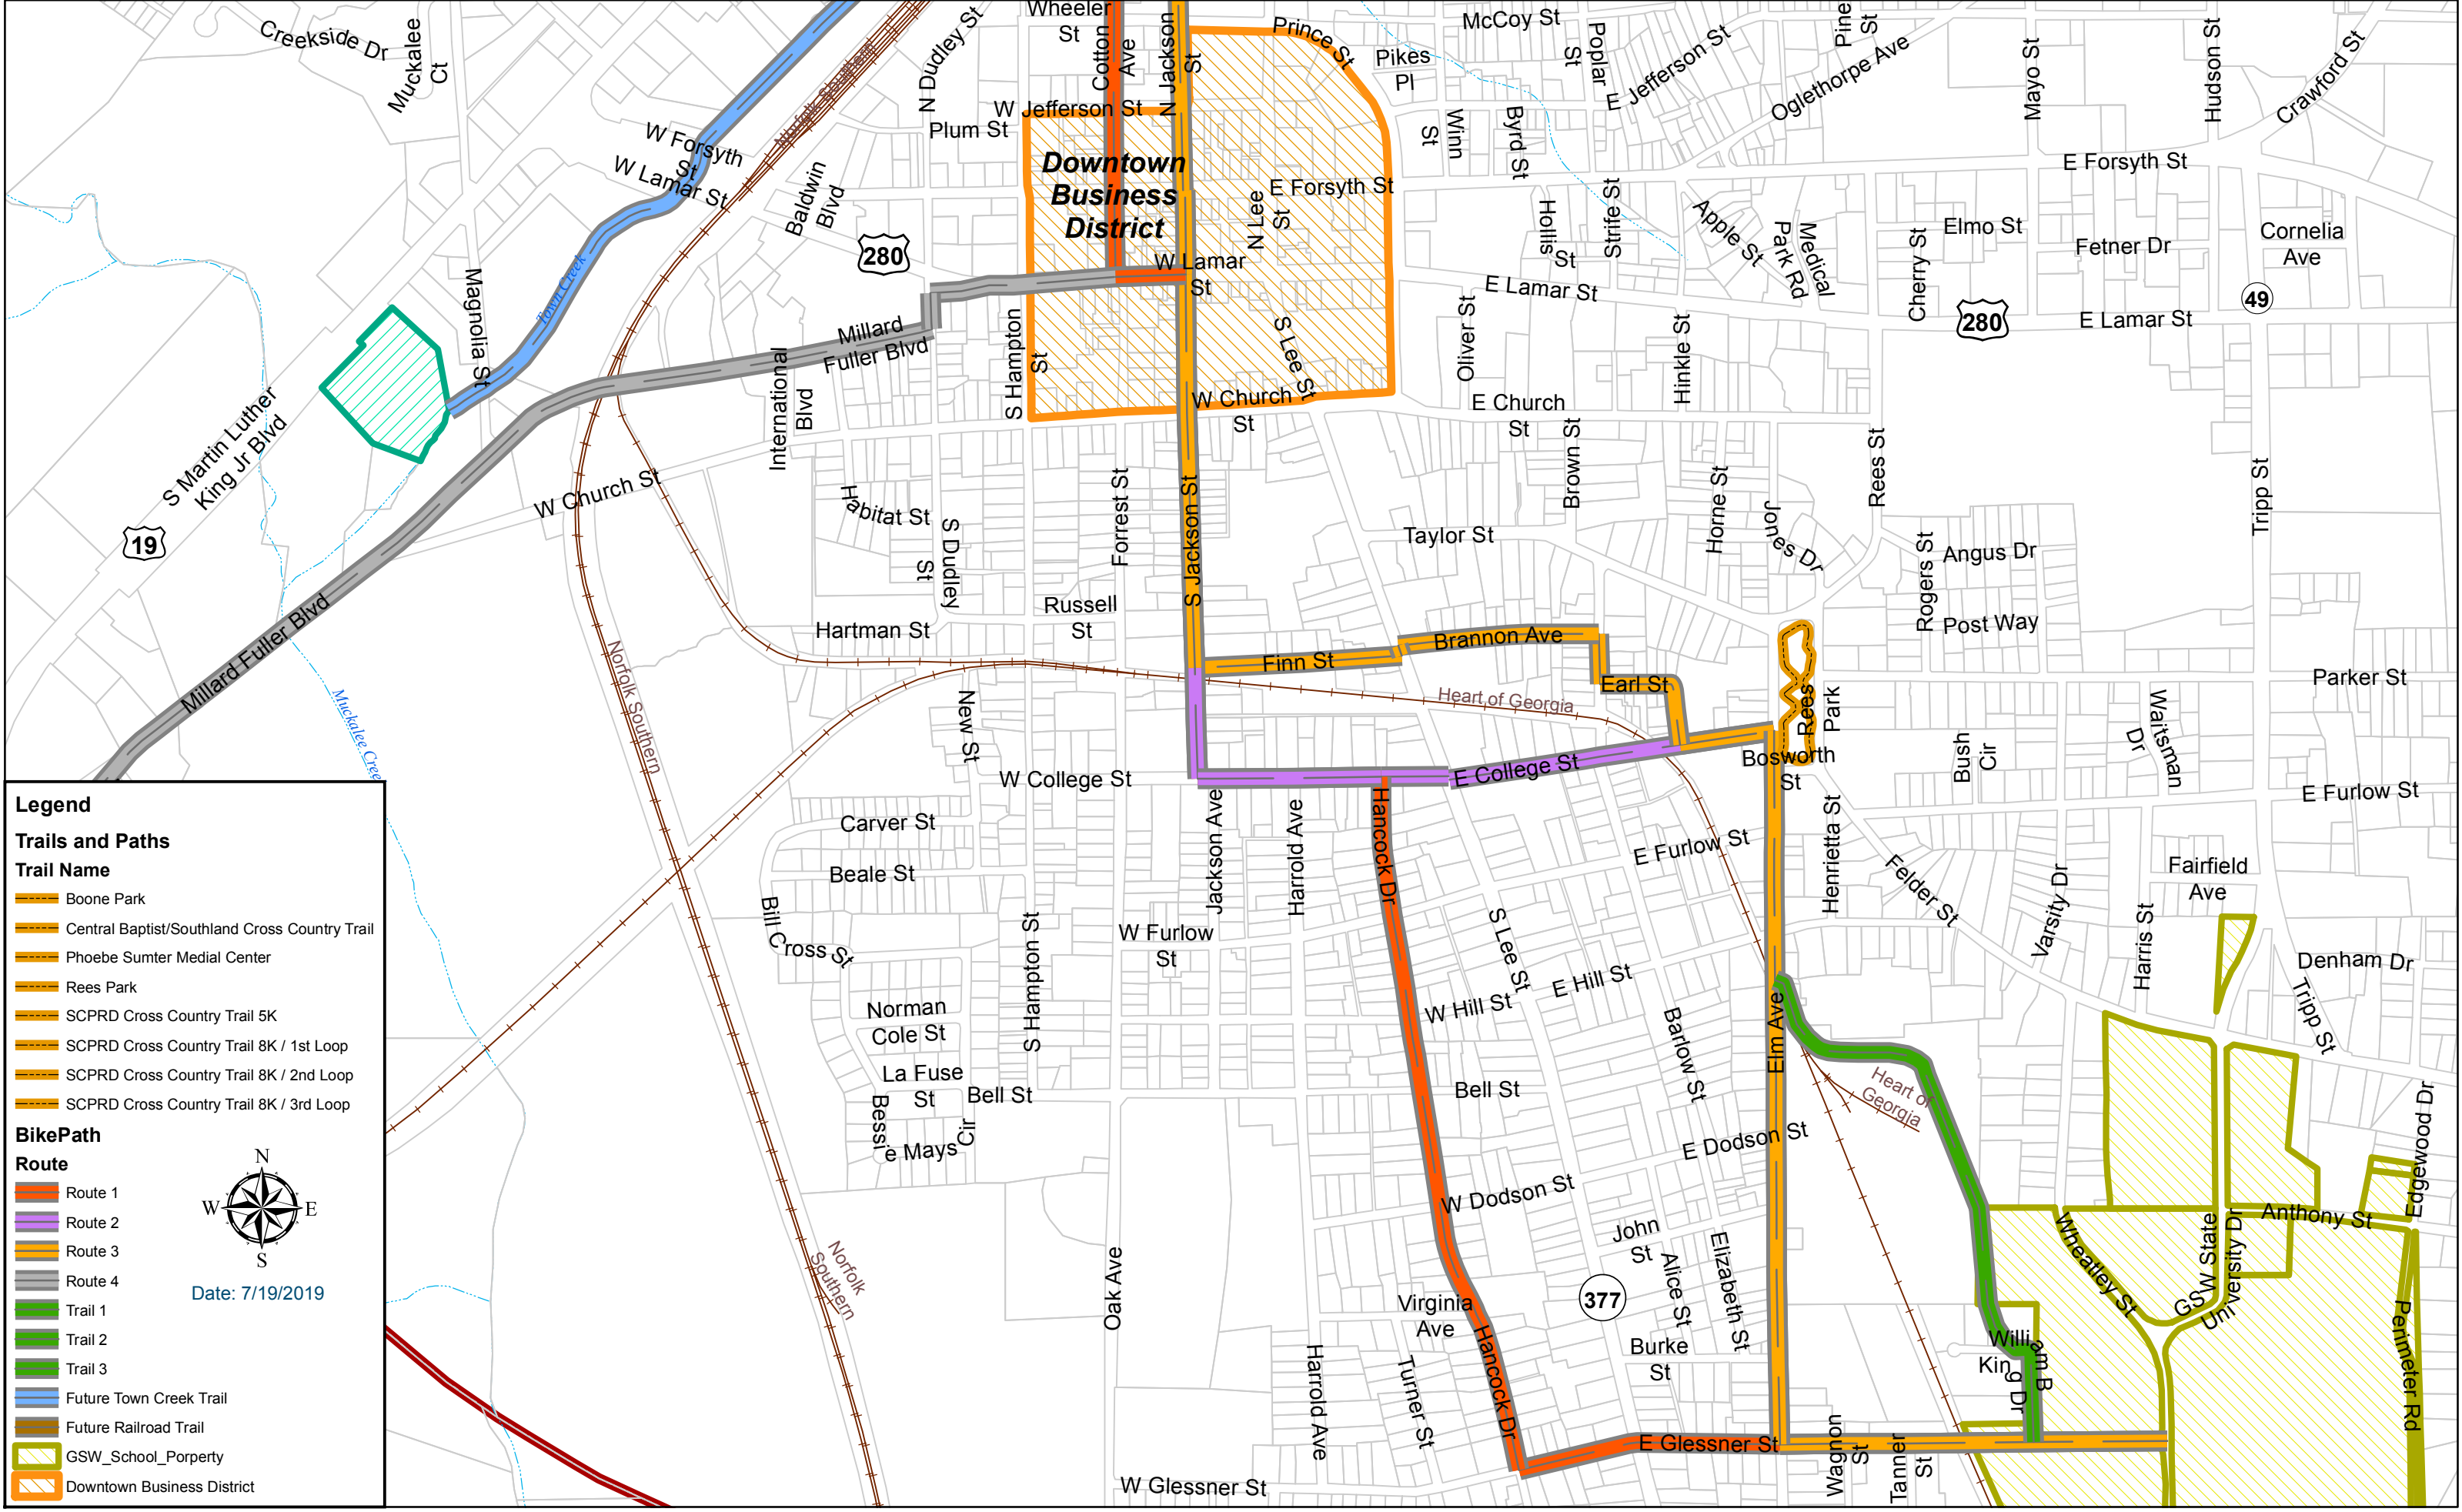 Creekside Dr
Muckalee
Ct
N Dudley St
Wheeler
St
Cotton
Ave
N Jackson
St
Prince St
Pikes
Pl
McCoy St
Poplar
St
E Jefferson St
Pine
St
Oglethorpe Ave
Mayo St
Hudson St
Crawford St
Norfolk Southern
W Jefferson St
Plum St
W Forsyth
St
W Lamar St
Baldwin
Blvd
Downtown
Business
District
E Forsyth St
N Lee
St
Winn
St
Byrd St
Hollis
St
Strife St
Apple St
Medical
Park Rd
Cherry St
Elmo St
E Forsyth St
Fetner Dr
Cornelia
Ave
280
W Lamar
St
E Lamar St
280
49
E Lamar St
Magnolia St
Town Creek
Millard
Fuller Blvd
International
Blvd
S Hampton
St
S Lee St
Oliver St
Hinkle St
W Church
St
E Church
St
Brown St
S Martin Luther
King Jr Blvd
19
W Church St
Habitat St
S Dudley
St
Forrest St
S Jackson St
Taylor St
Horne St
Jones Dr
Rees St
Rogers St
Angus Dr
Post Way
Tripp St
Millard Fuller Blvd
Hartman St
Russell
St
Finn St
Brannon Ave
Earl St
Heart of Georgia
Rees
Park
Parker St
Muckalee Cree
Norfolk Southern
New St
W College St
E College St
Bosworth
St
Bush
Cir
Waitsman
Dr
E Furlow St
Carver St
Beale St
Bill Cross St
Jackson Ave
Harrold Ave
Hancock Dr
E Furlow St
Henrietta St
Felder St
Varsity Dr
Fairfield
Ave
Harris St
W Furlow
St
S Hampton St
S Lee St
W Hill St
E Hill St
Denham Dr
Tripp St
Norman
Cole St
La Fuse
St
Bell St
Bessie Mays Cir
Bell St
Barlow St
Elm Ave
Heart of
Georgia
Edgewood Dr
E Dodson St
W Dodson St
John
St
Anthony St
Wheatley St
GSW State
University Dr
Norfolk
Southern
Oak Ave
Virginia
Ave
377
Alice St
Elizabeth St
Burke
St
William B
King Dr
Perimeter Rd
Harrold Ave
Turner St
Hancock Dr
E Glessner St
Wagnon
St
Tanner
St
W Glessner St
Legend
Trails and Paths
Trail Name
Boone Park
Central Baptist/Southland Cross Country Trail
Phoebe Sumter Medial Center
Rees Park
SCPRD Cross Country Trail 5K
SCPRD Cross Country Trail 8K / 1st Loop
SCPRD Cross Country Trail 8K / 2nd Loop
SCPRD Cross Country Trail 8K / 3rd Loop
BikePath
Route
Route 1
Route 2
Route 3
Route 4
Trail 1
Trail 2
Trail 3
Future Town Creek Trail
Future Railroad Trail
GSW_School_Porperty
Downtown Business District
N
W
E
S
Date: 7/19/2019